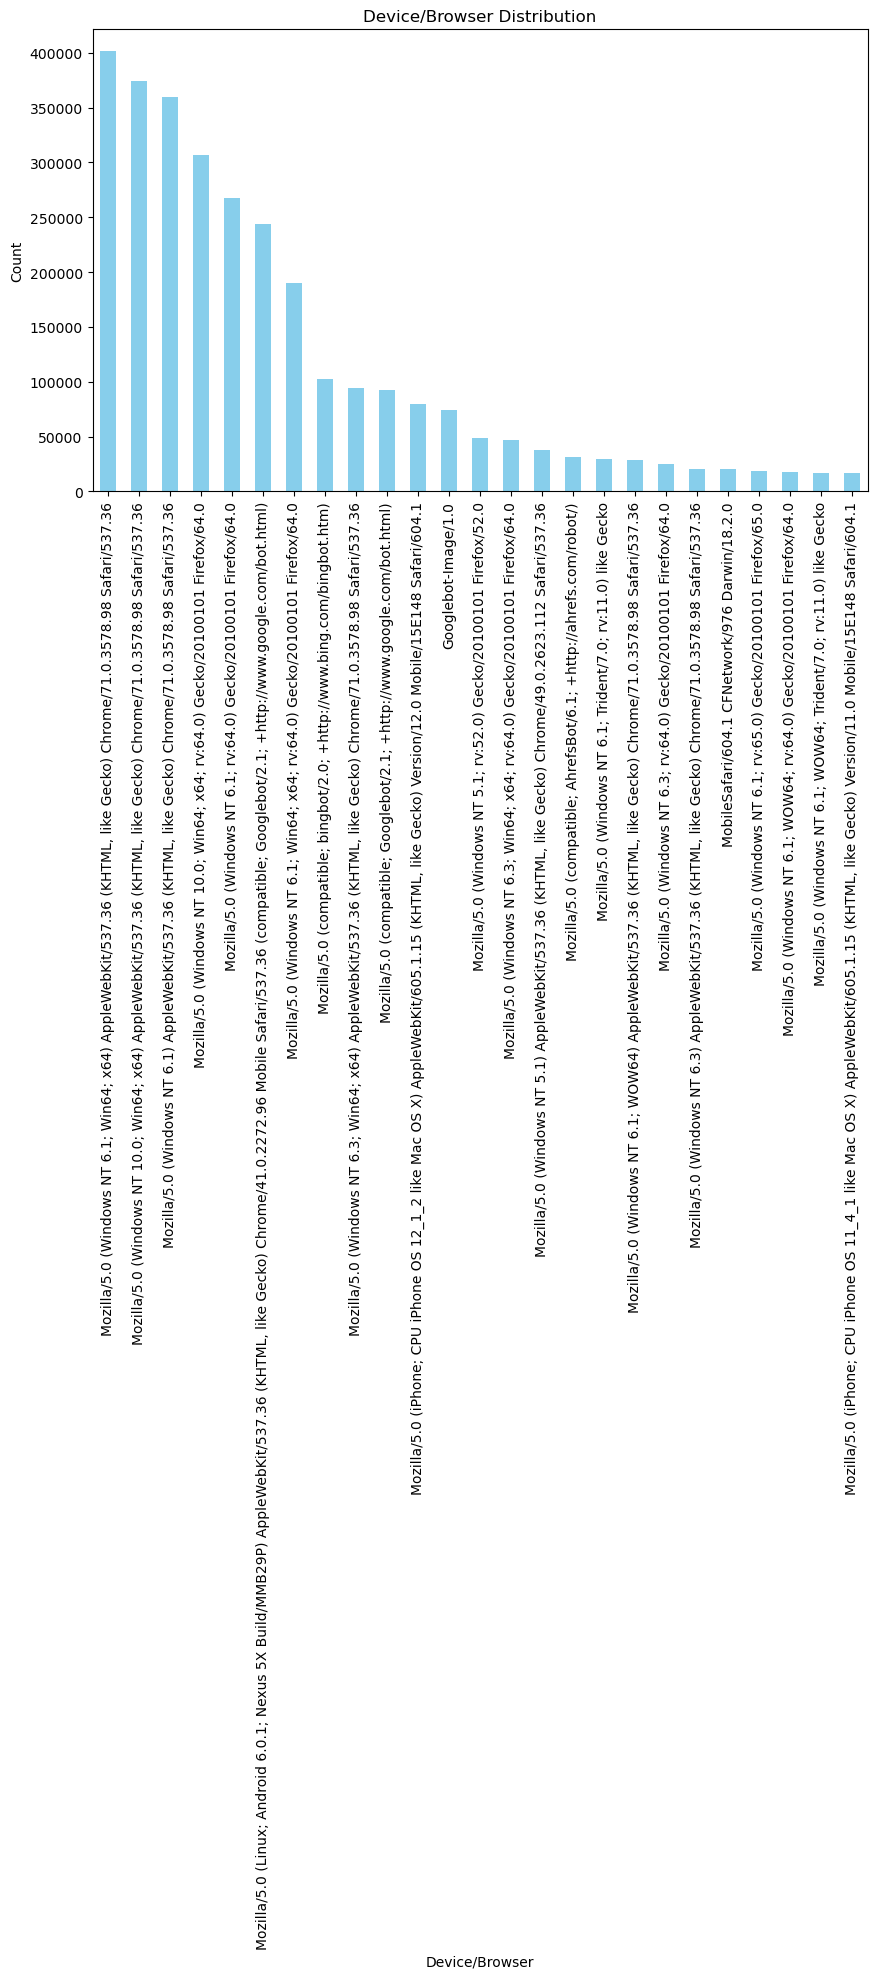 Device/Browser Distribution
Count
400000
350000
300000
250000
200000
150000
100000
50000
0
Mozilla/5.0 (Windows NT 6.1; Win64; x64) AppleWebKit/537.36 (KHTML, like Gecko) Chrome/71.0.3578.98 Safari/537.36
Mozilla/5.0 (Windows NT 10.0; Win64; x64) AppleWebKit/537.36 (KHTML, like Gecko) Chrome/71.0.3578.98 Safari/537.36
Mozilla/5.0 (Windows NT 6.1) AppleWebKit/537.36 (KHTML, like Gecko) Chrome/71.0.3578.98 Safari/537.36
Mozilla/5.0 (Windows NT 10.0; Win64; x64; rv:64.0) Gecko/20100101 Firefox/64.0
Mozilla/5.0 (Windows NT 6.1; rv:64.0) Gecko/20100101 Firefox/64.0
Mozilla/5.0 (Linux; Android 6.0.1; Nexus 5X Build/MMB29P) AppleWebKit/537.36 (KHTML, like Gecko) Chrome/41.0.2272.96 Mobile Safari/537.36 (compatible; Googlebot/2.1; +http://www.google.com/bot.html)
Mozilla/5.0 (Windows NT 6.1; Win64; x64; rv:64.0) Gecko/20100101 Firefox/64.0
Mozilla/5.0 (compatible; bingbot/2.0; +http://www.bing.com/bingbot.htm)
Mozilla/5.0 (Windows NT 6.3; Win64; x64) AppleWebKit/537.36 (KHTML, like Gecko) Chrome/71.0.3578.98 Safari/537.36
Mozilla/5.0 (compatible; Googlebot/2.1; +http://www.google.com/bot.html)
Mozilla/5.0 (iPhone; CPU iPhone OS 12_1_2 like Mac OS X) AppleWebKit/605.1.15 (KHTML, like Gecko) Version/12.0 Mobile/15E148 Safari/604.1
Googlebot-Image/1.0
Mozilla/5.0 (Windows NT 5.1; rv:52.0) Gecko/20100101 Firefox/52.0
Mozilla/5.0 (Windows NT 6.3; Win64; x64; rv:64.0) Gecko/20100101 Firefox/64.0
Mozilla/5.0 (Windows NT 5.1) AppleWebKit/537.36 (KHTML, like Gecko) Chrome/49.0.2623.112 Safari/537.36
Mozilla/5.0 (compatible; AhrefsBot/6.1; +http://ahrefs.com/robot/)
Mozilla/5.0 (Windows NT 6.1; Trident/7.0; rv:11.0) like Gecko
Mozilla/5.0 (Windows NT 6.1; WOW64) AppleWebKit/537.36 (KHTML, like Gecko) Chrome/71.0.3578.98 Safari/537.36
Mozilla/5.0 (Windows NT 6.3; rv:64.0) Gecko/20100101 Firefox/64.0
Mozilla/5.0 (Windows NT 6.3) AppleWebKit/537.36 (KHTML, like Gecko) Chrome/71.0.3578.98 Safari/537.36
MobileSafari/604.1 CFNetwork/976 Darwin/18.2.0
Mozilla/5.0 (Windows NT 6.1; rv:65.0) Gecko/20100101 Firefox/65.0
Mozilla/5.0 (Windows NT 6.1; WOW64; rv:64.0) Gecko/20100101 Firefox/64.0
Mozilla/5.0 (Windows NT 6.1; WOW64; Trident/7.0; rv:11.0) like Gecko
Mozilla/5.0 (iPhone; CPU iPhone OS 11_4_1 like Mac OS X) AppleWebKit/605.1.15 (KHTML, like Gecko) Version/11.0 Mobile/15E148 Safari/604.1
Device/Browser